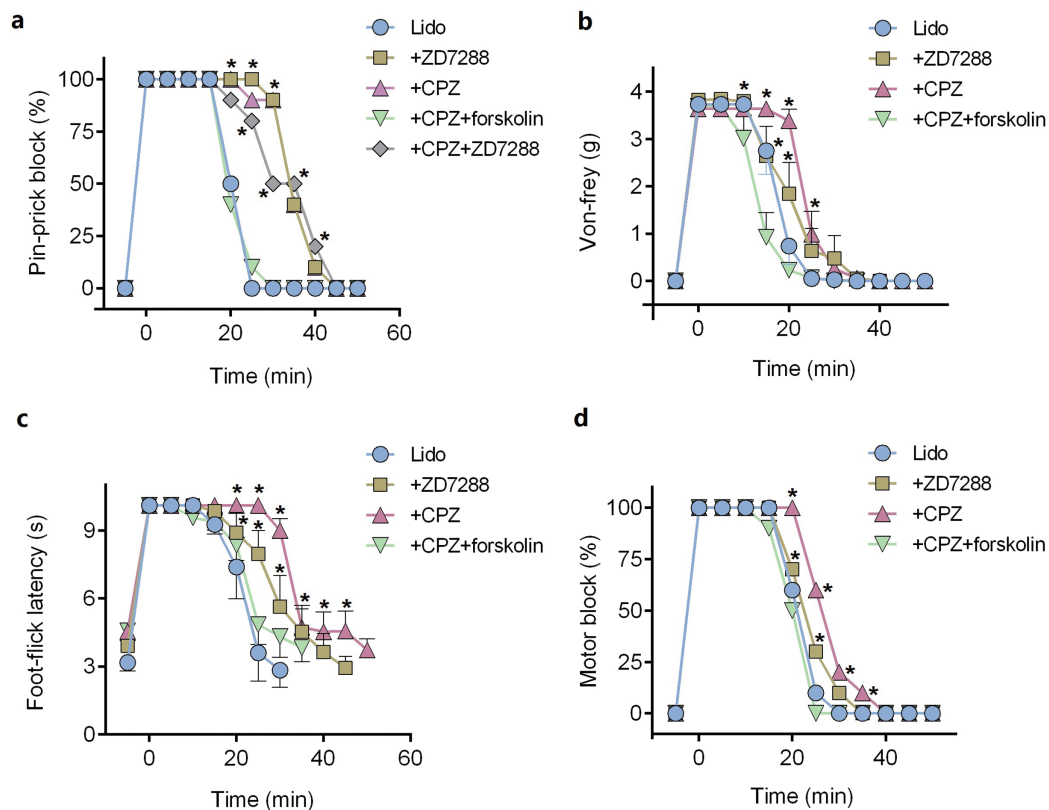 a
Lido
+ZD7288
+CPZ
+CPZ+forskolin
+CPZ+ZD7288
Pin-prick block (%)
100
75
50
25
0
* * *
* * * * *
0 20 40 60
Time (min)
b
Lido
+ZD7288
+CPZ
+CPZ+forskolin
Von-frey (g)
4
3
2
1
0
* * *
* * *
0 20 40
Time (min)
c
Lido
+ZD7288
+CPZ
+CPZ+forskolin
Foot-flick latency (s)
9
6
3
0
* * *
* * * * * *
0 20 40 60
Time (min)
d
Lido
+ZD7288
+CPZ
+CPZ+forskolin
Motor block (%)
100
75
50
25
0
*
* *
* * *
0 20 40
Time (min)